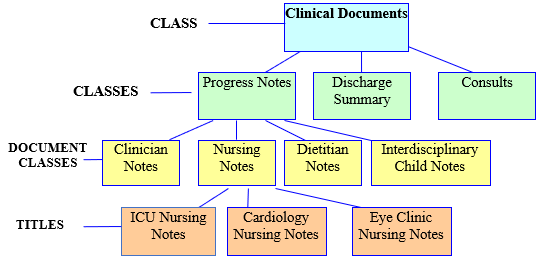 CLASS
Clinical Documents
CLASSES
Progress Notes
Discharge
Summary
Consults
DOCUMENT
CLASSES
Clinician
Notes
Nursing
Notes
Dietitian
Notes
Interdisciplinary
Child Notes
TITLES
ICU Nursing
Notes
Cardiology
Nursing Notes
Eye Clinic
Nursing Notes